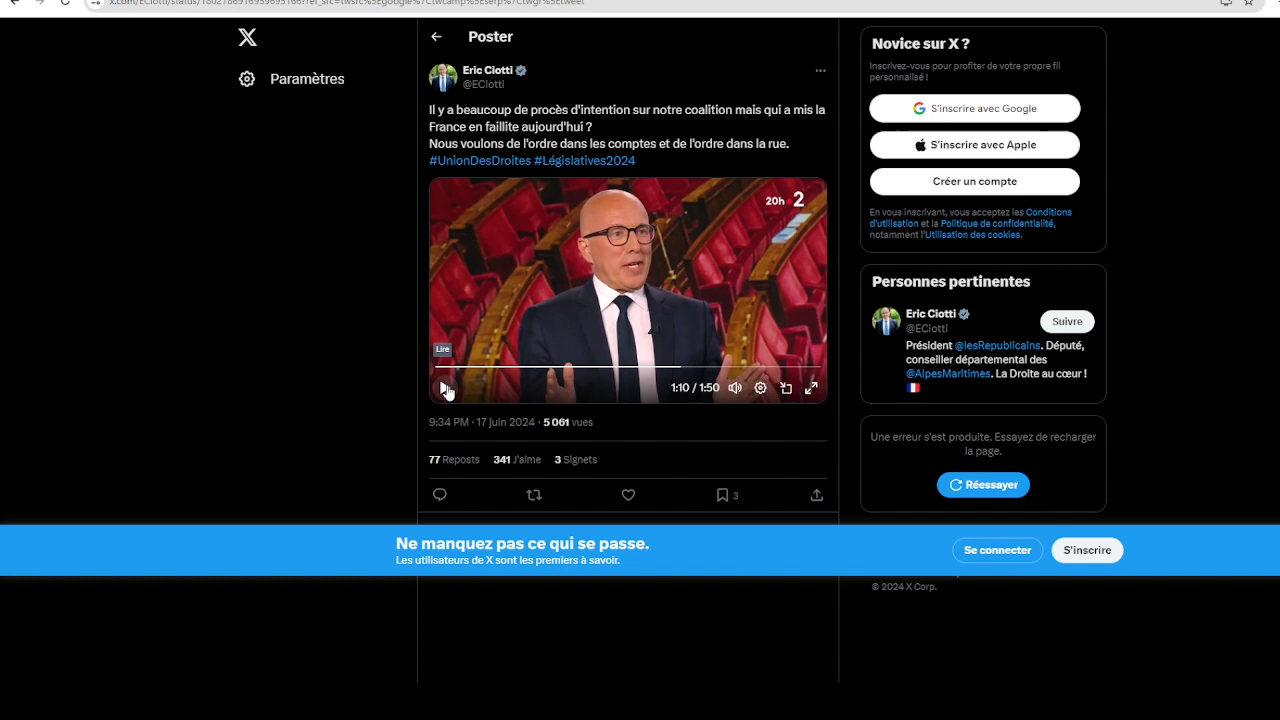 Poster
Paramètres
Eric Ciotti
@ECiotti
Il y a beaucoup de procès d'intention sur notre coalition mais qui a mis la
France en faillite aujourd'hui ?
Nous voulons de l'ordre dans les comptes et de l'ordre dans la rue.
#UnionDesDroites #Législatives2024
20h 2
Lire
1:10 / 1:50
9:34 PM · 17 juin 2024 · 5 061 vues
77 Reposts 341 J'aime 3 Signets
3
Novice sur X ?
Inscrivez-vous pour profiter de votre propre fil
personnalisé !
S'inscrire avec Google
S'inscrire avec Apple
Créer un compte
En vous inscrivant, vous acceptez les Conditions
d'utilisation et la Politique de confidentialité,
notamment l'Utilisation des cookies.
Personnes pertinentes
Eric Ciotti
@ECiotti
Suivre
Président @lesRepublicains. Député,
conseiller départemental des
@AlpesMaritimes. La Droite au cœur !
Une erreur s'est produite. Essayez de recharger
la page.
Réessayer
Ne manquez pas ce qui se passe.
Les utilisateurs de X sont les premiers à savoir.
Se connecter
S'inscrire
© 2024 X Corp.